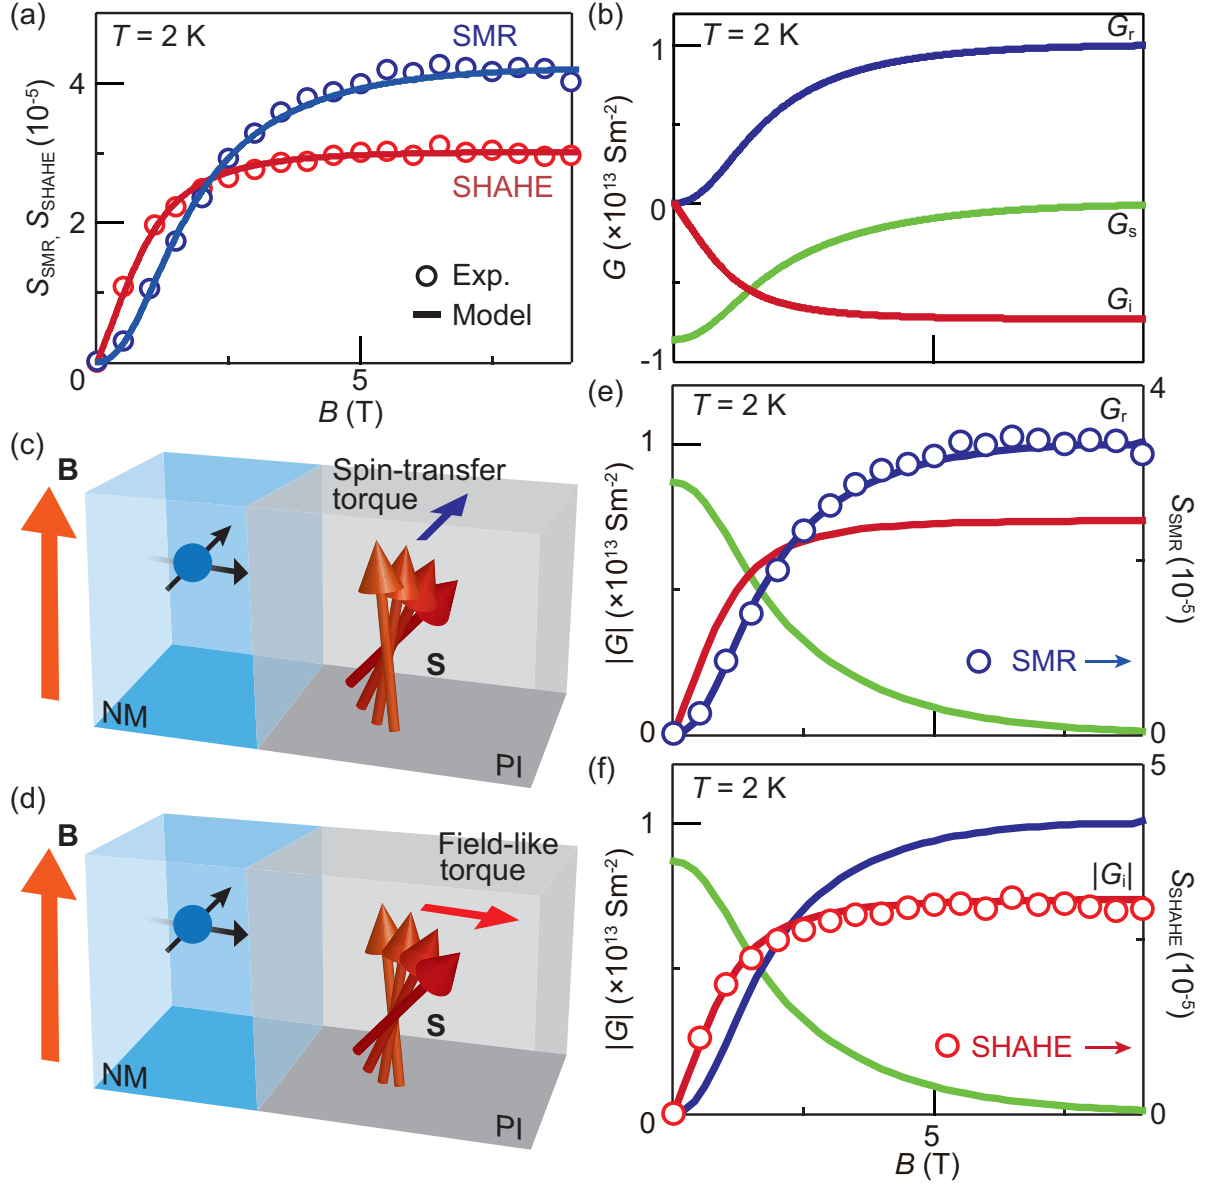 (a)
T = 2 K
SMR
SHAHE
Exp.
Model
S_SMR, S_SHAHE (10^-5)
4
2
0
0
5
B (T)
(b)
T = 2 K
G_r
G_s
G_i
G (×10^13 Sm^-2)
1
0
-1
(c)
B
Spin-transfer
torque
S
NM
PI
(d)
B
Field-like
torque
S
NM
PI
(e)
T = 2 K
G_r
SMR
|G| (×10^13 Sm^-2)
1
0
4
0
S_SMR (10^-5)
5
(f)
T = 2 K
|G_i|
SHAHE
|G| (×10^13 Sm^-2)
1
0
5
0
S_SHAHE (10^-5)
5
B (T)